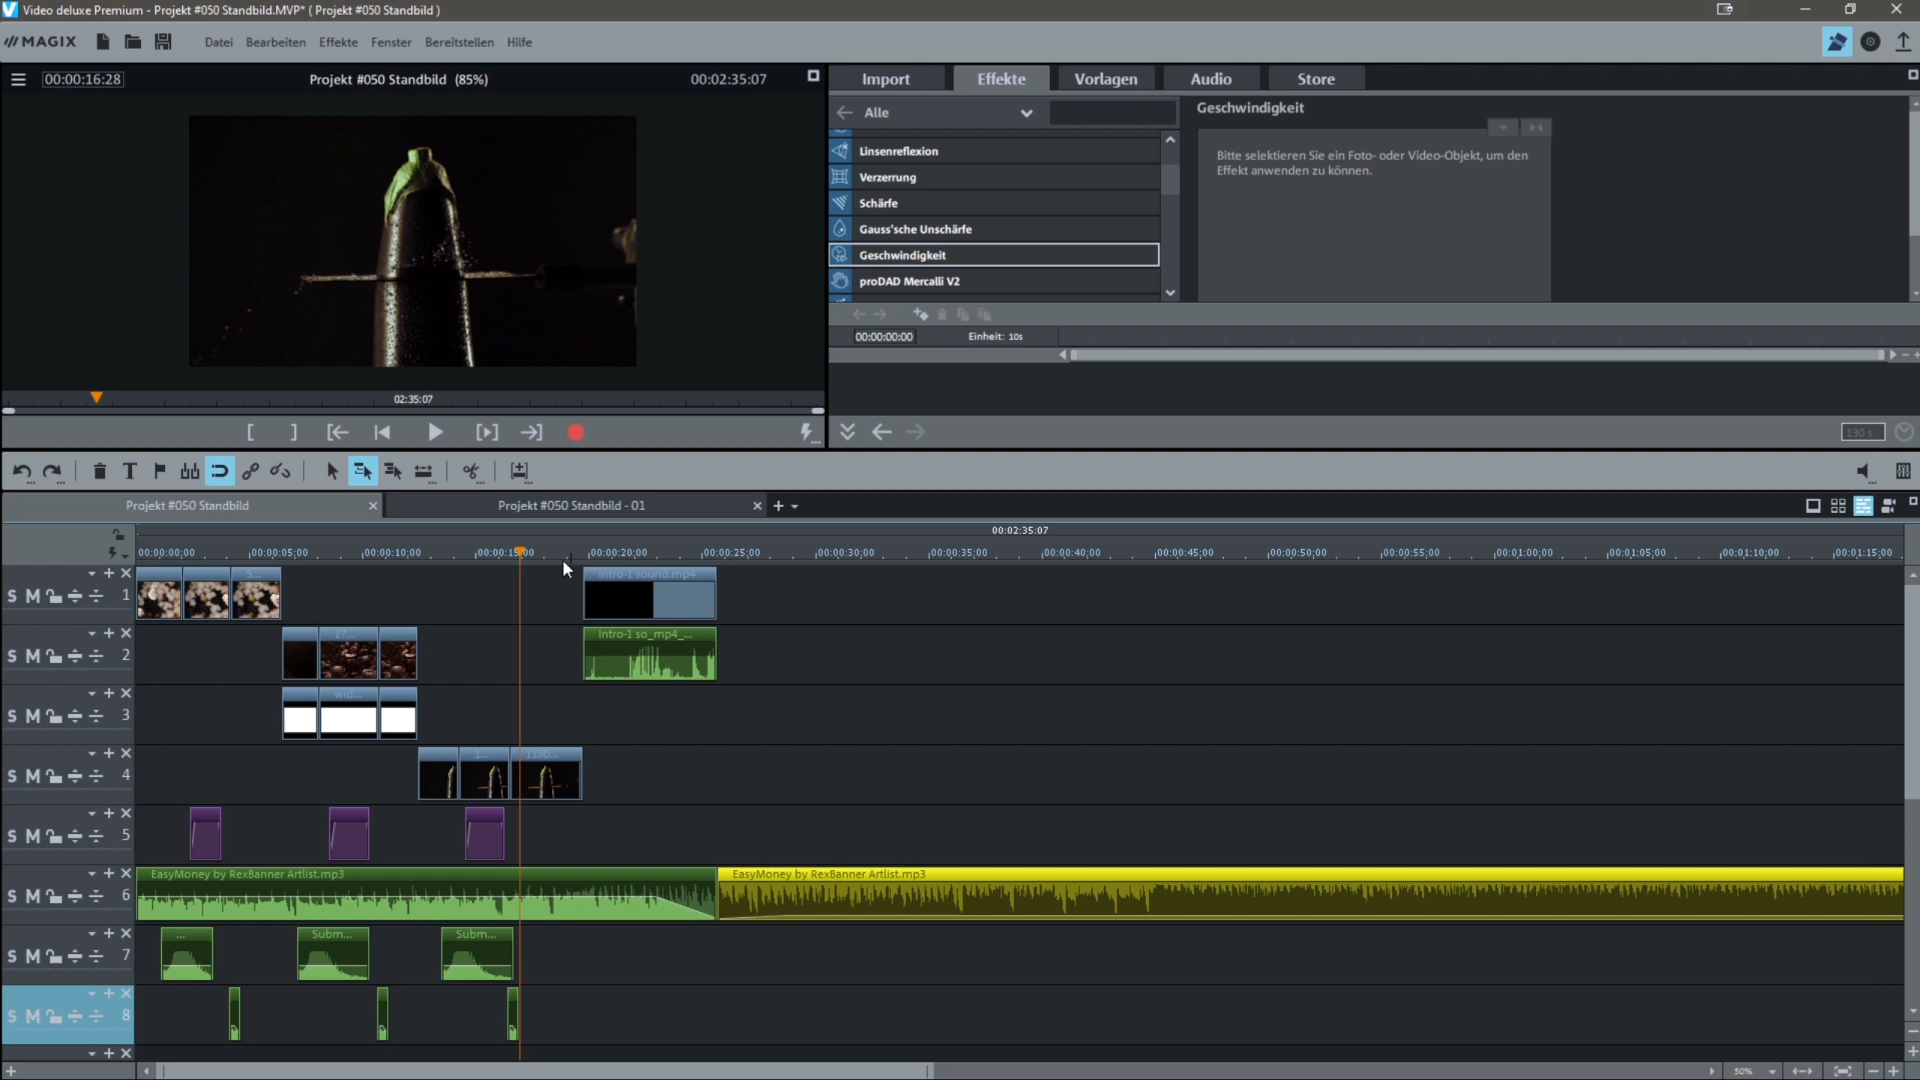 Video deluxe Premium - Projekt #050 Standbild.MVP* ( Projekt #050 Standbild )
MAGIX Datei Bearbeiten Effekte Fenster Bereitstellen Hilfe
00:00:16:28 Projekt #050 Standbild (85%) 00:02:35:07
Import Effekte Vorlagen Audio Store
Alle
Geschwindigkeit
Linsenreflexion
Verzerrung
Schärfe
Gauss'sche Unschärfe
Geschwindigkeit
proDAD Mercalli V2
Bitte selektieren Sie ein Foto- oder Video-Objekt, um den
Effekt anwenden zu können.
00:00:00:00 Einheit: 10s
02:35:07
130 s
Projekt #050 Standbild
Projekt #050 Standbild - 01
00:02:35:07
00:00:00:00 00:00:05:00 00:00:10:00 00:00:15:00 00:00:20:00 00:00:25:00 00:00:30:00 00:00:35:00 00:00:40:00 00:00:45:00 00:00:50:00 00:00:55:00 00:01:00:00 00:01:05:00 00:01:10:00 00:01:15:00
S M 1
S... Intro-1 sound.mp4
S M 2
17... Intro-1 so_mp4_...
S M 3
wid...
S M 4
1... 1180...
S M 5
S M 6
EasyMoney by RexBanner Artlist.mp3 EasyMoney by RexBanner Artlist.mp3
S M 7
... Subm... Subm...
S M 8
50%